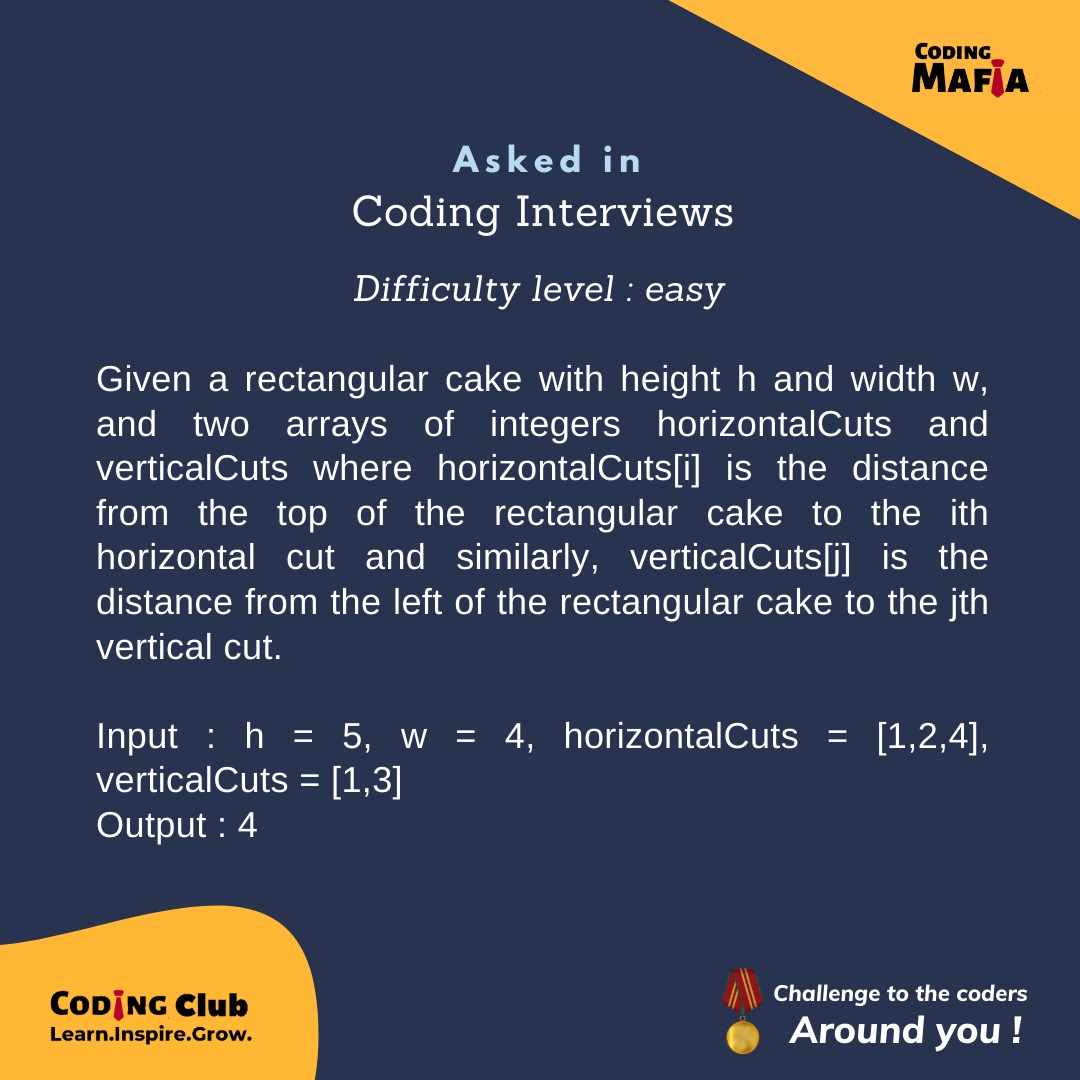 CODING
MAFIA
Asked in
Coding Interviews
Difficulty level : easy
Given a rectangular cake with height h and width w,
and two arrays of integers horizontalCuts and
verticalCuts where horizontalCuts[i] is the distance
from the top of the rectangular cake to the ith
horizontal cut and similarly, verticalCuts[j] is the
distance from the left of the rectangular cake to the jth
vertical cut.
Input : h = 5, w = 4, horizontalCuts = [1,2,4],
verticalCuts = [1,3]
Output : 4
CODING Club
Learn.Inspire.Grow.
Challenge to the coders
Around you !